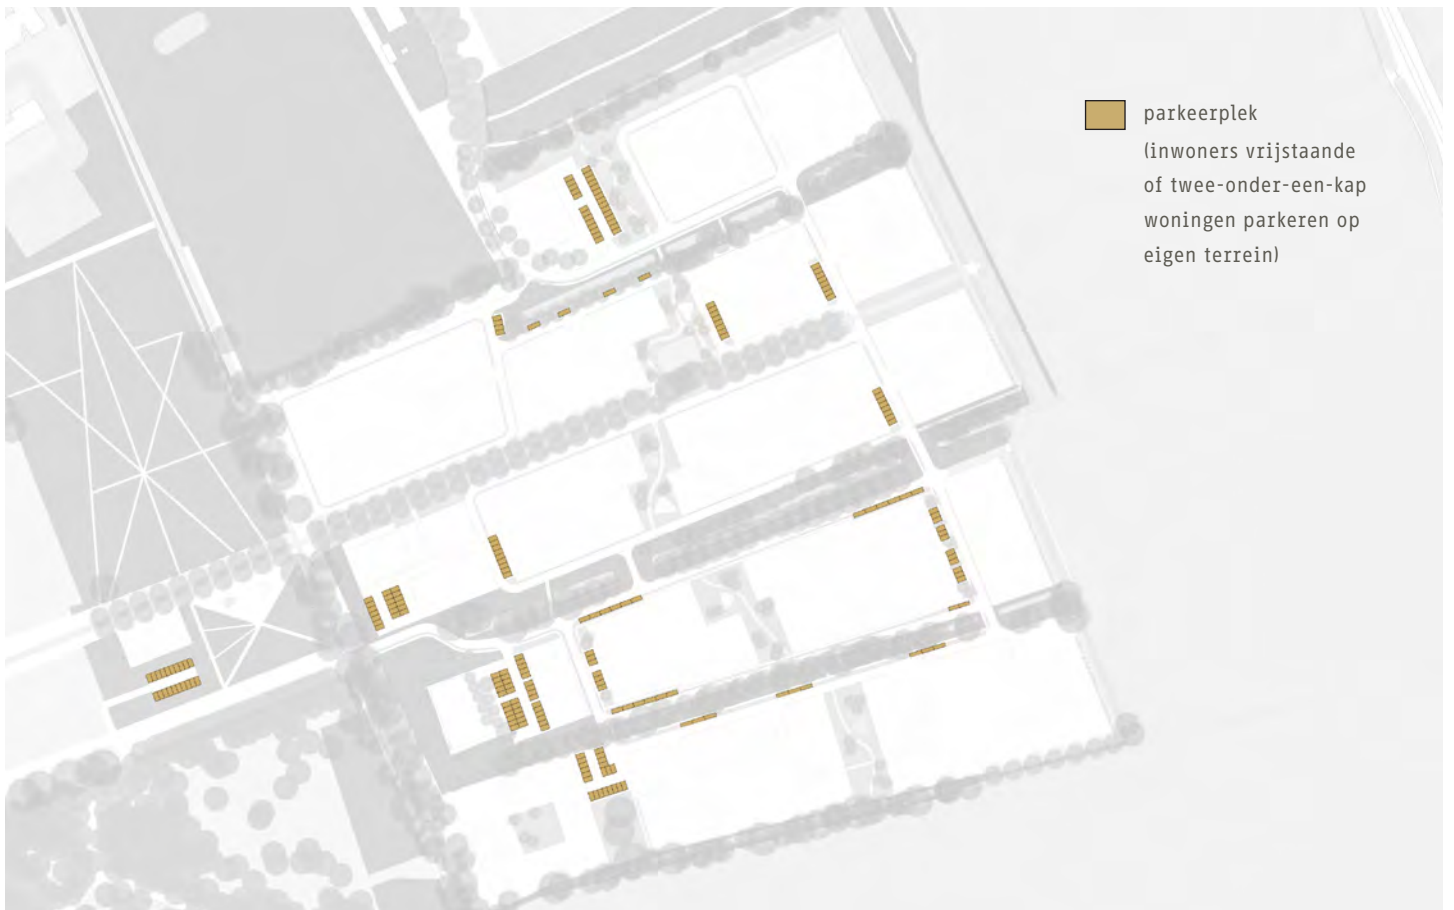 parkeerplek
(inwoners vrijstaande
of twee-onder-een-kap
woningen parkeren op
eigen terrein)